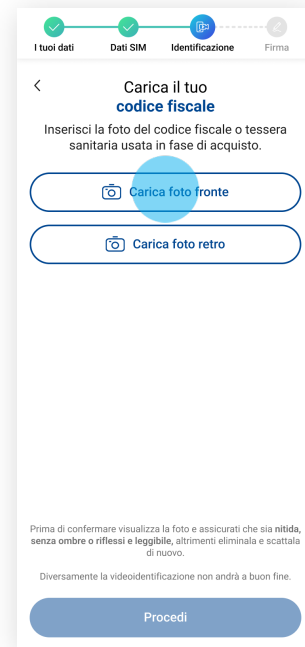 I tuoi dati Dati SIM Identificazione Firma
Carica il tuo
codice fiscale
Inserisci la foto del codice fiscale o tessera
sanitaria usata in fase di acquisto.
Carica foto fronte
Carica foto retro
Prima di confermare visualizza la foto e assicurati che sia nitida,
senza ombre o riflessi e leggibile, altrimenti eliminala e scattala
di nuovo.
Diversamente la videoidentificazione non andrà a buon fine.
Procedi